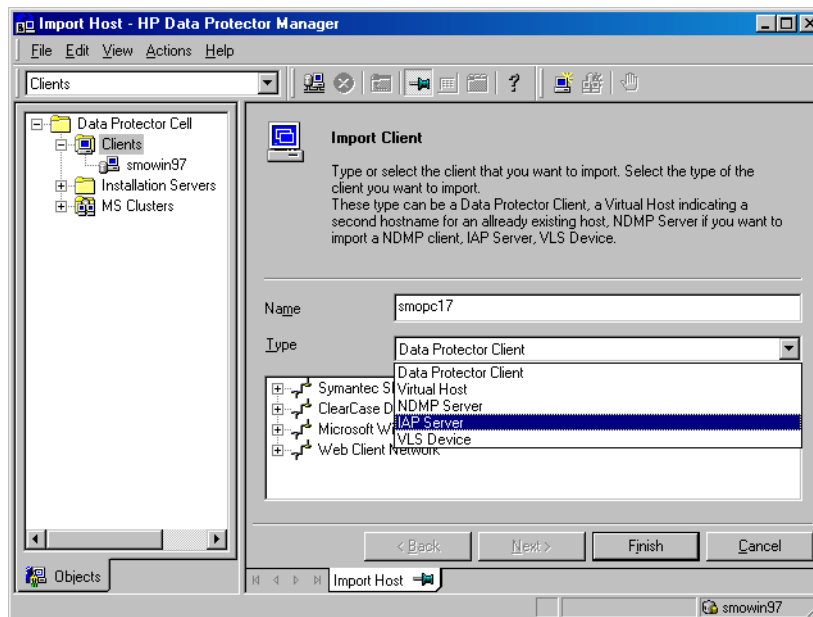 Import Host - HP Data Protector Manager
File Edit View Actions Help
Clients
Data Protector Cell
Clients
smowin97
Installation Servers
MS Clusters
Objects
Import Client
Type or select the client that you want to import. Select the type of the
client you want to import.
These type can be a Data Protector Client, a Virtual Host indicating a
second hostname for an allready existing host, NDMP Server if you want to
import a NDMP client, IAP Server, VLS Device.
Name
smopc17
Type
Data Protector Client
Data Protector Client
Virtual Host
NDMP Server
IAP Server
VLS Device
Symantec
ClearCase
Microsoft
Web Client Network
< Back
Next >
Finish
Cancel
Import Host
smowin97